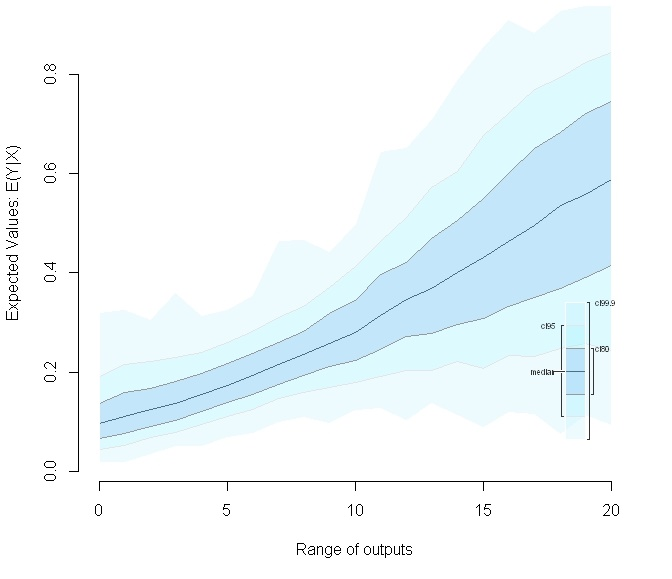 0.8
0.6
0.4
0.2
0.0
Expected Values: E(Y|X)
ci99.9
ci95
ci80
median
0
5
10
15
20
Range of outputs